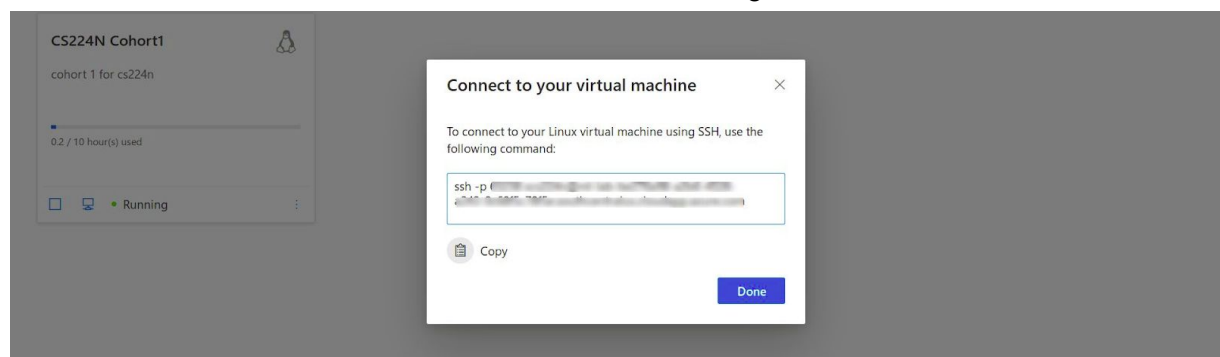 CS224N Cohort1
cohort 1 for cs224n
0.2 / 10 hour(s) used
Running
Connect to your virtual machine
To connect to your Linux virtual machine using SSH, use the
following command:
ssh -p
Copy
Done